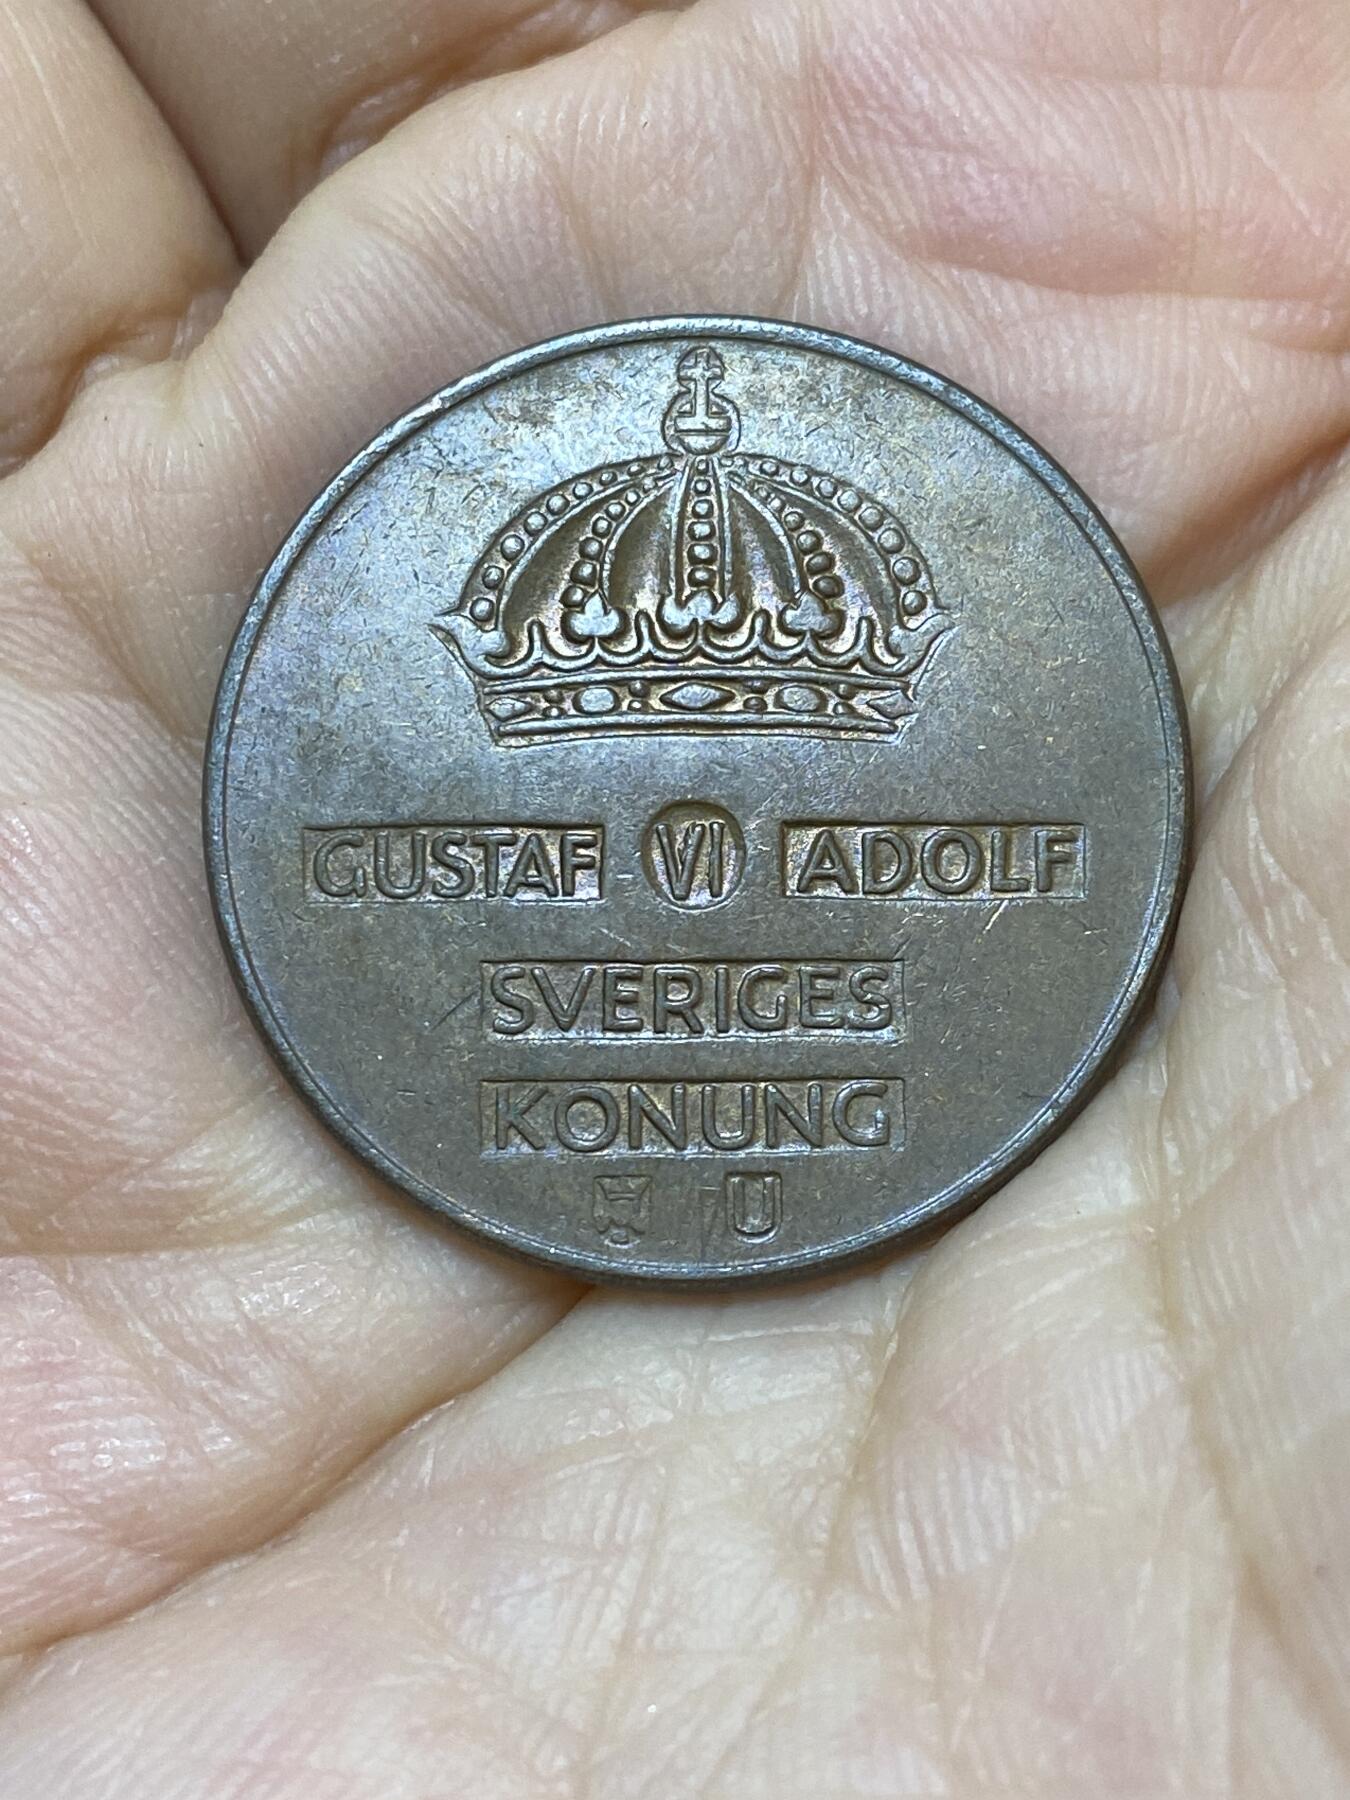 GUSTAF VI ADOLF
SVERIGES
KONUNG
U